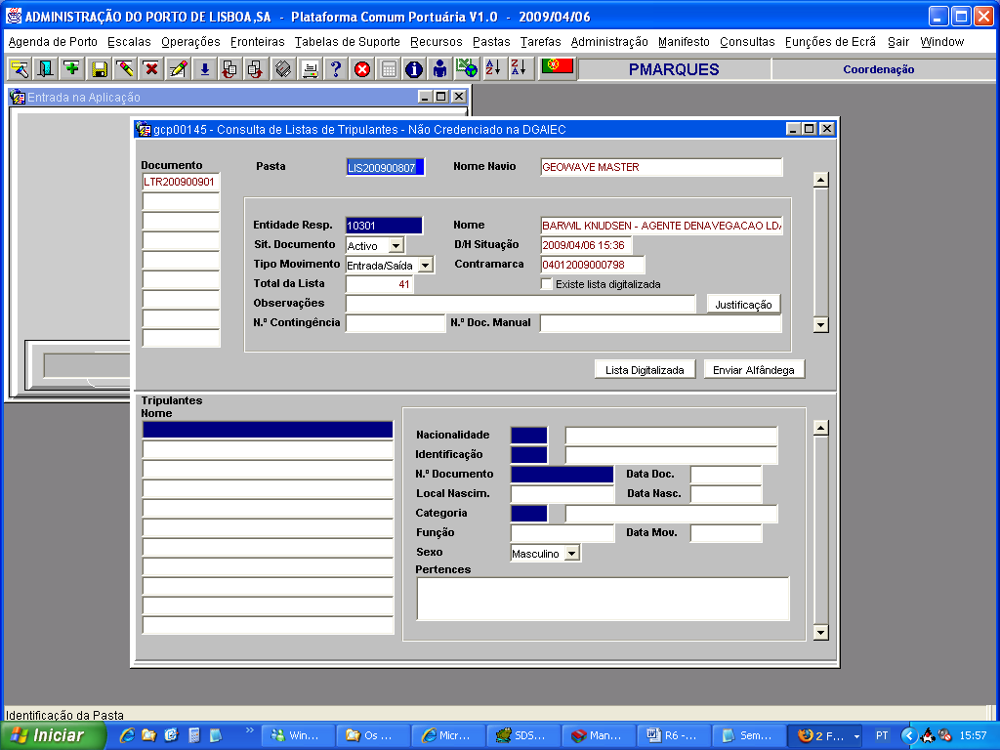 ADMINISTRAÇÃO DO PORTO DE LISBOA,SA - Plataforma Comum Portuária V1.0 - 2009/04/06
Agenda de Porto Escalas Operações Fronteiras Tabelas de Suporte Recursos Pastas Tarefas Administração Manifesto Consultas Funções de Ecrã Sair Window
PMARQUES Coordenação
Entrada na Aplicação
gcp00145 - Consulta de Listas de Tripulantes - Não Credenciado na DGAIEC
Documento Pasta LIS200900807 Nome Navio GEOWAVE MASTER
LTR200900901
Entidade Resp. 10301 Nome BARWIL KNUDSEN - AGENTE DENAVEGACAO LDA
Sit. Documento Activo D/H Situação 2009/04/06 15:36
Tipo Movimento Entrada/Saída Contramarca 04012009000798
Total da Lista 41 Existe lista digitalizada
Observações Justificação
N.º Contingência N.º Doc. Manual
Lista Digitalizada Enviar Alfândega
Tripulantes
Nome
Nacionalidade
Identificação
N.º Documento Data Doc.
Local Nascim. Data Nasc.
Categoria
Função Data Mov.
Sexo Masculino
Pertences
Identificação da Pasta
Iniciar » Win... Os ... Micr... SDS... Man... R6 -... Sem... 2 F... PT 15:57